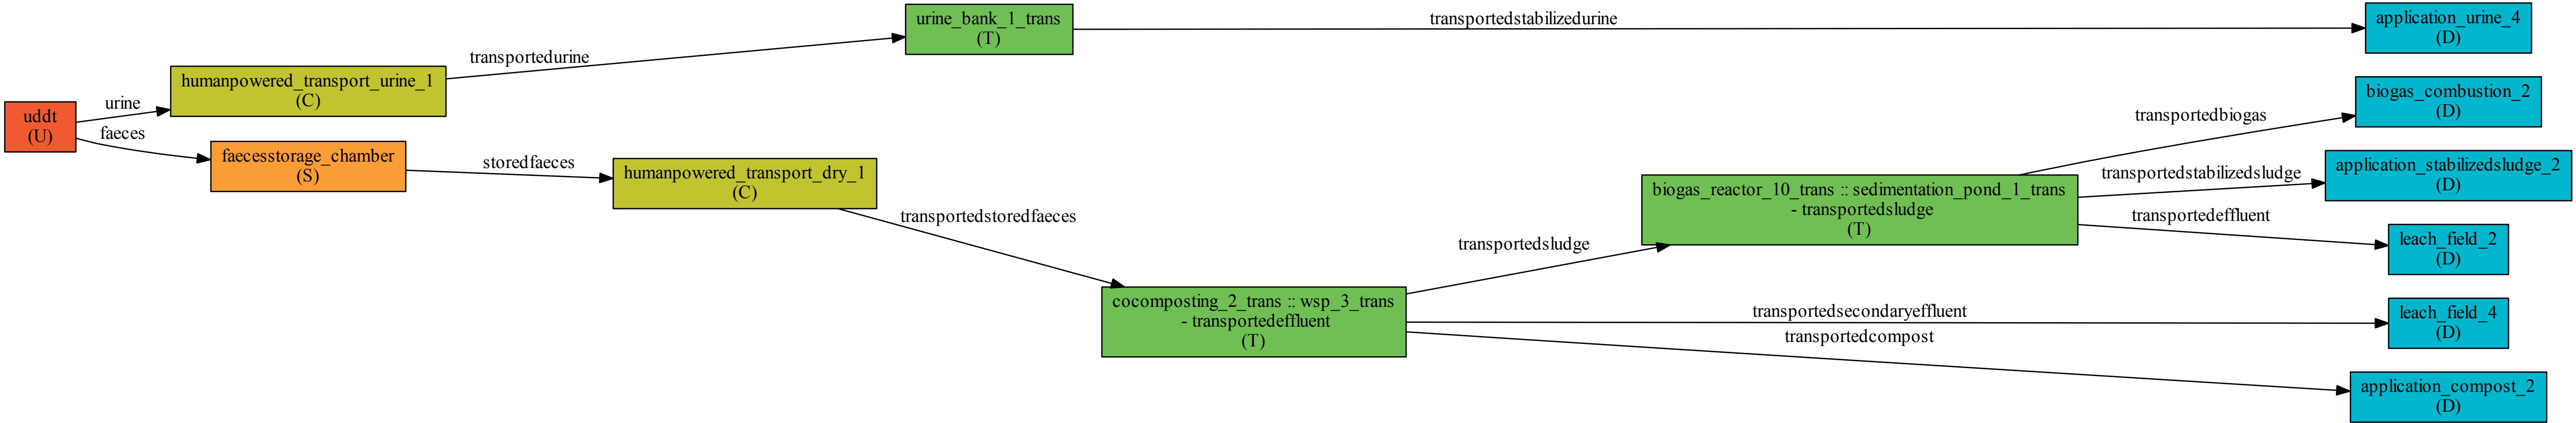 uddt
(U)
urine
faeces
humanpowered_transport_urine_1
(C)
faecesstorage_chamber
(S)
transportedurine
storedfaeces
humanpowered_transport_dry_1
(C)
urine_bank_1_trans
(T)
transportedstoredfaeces
cocomposting_2_trans :: wsp_3_trans
- transportedeffluent
(T)
transportedstabilizedurine
transportedsludge
biogas_reactor_10_trans :: sedimentation_pond_1_trans
- transportedsludge
(T)
transportedsecondaryeffluent
transportedcompost
transportedbiogas
transportedstabilizedsludge
transportedeffluent
application_urine_4
(D)
biogas_combustion_2
(D)
application_stabilizedsludge_2
(D)
leach_field_2
(D)
leach_field_4
(D)
application_compost_2
(D)